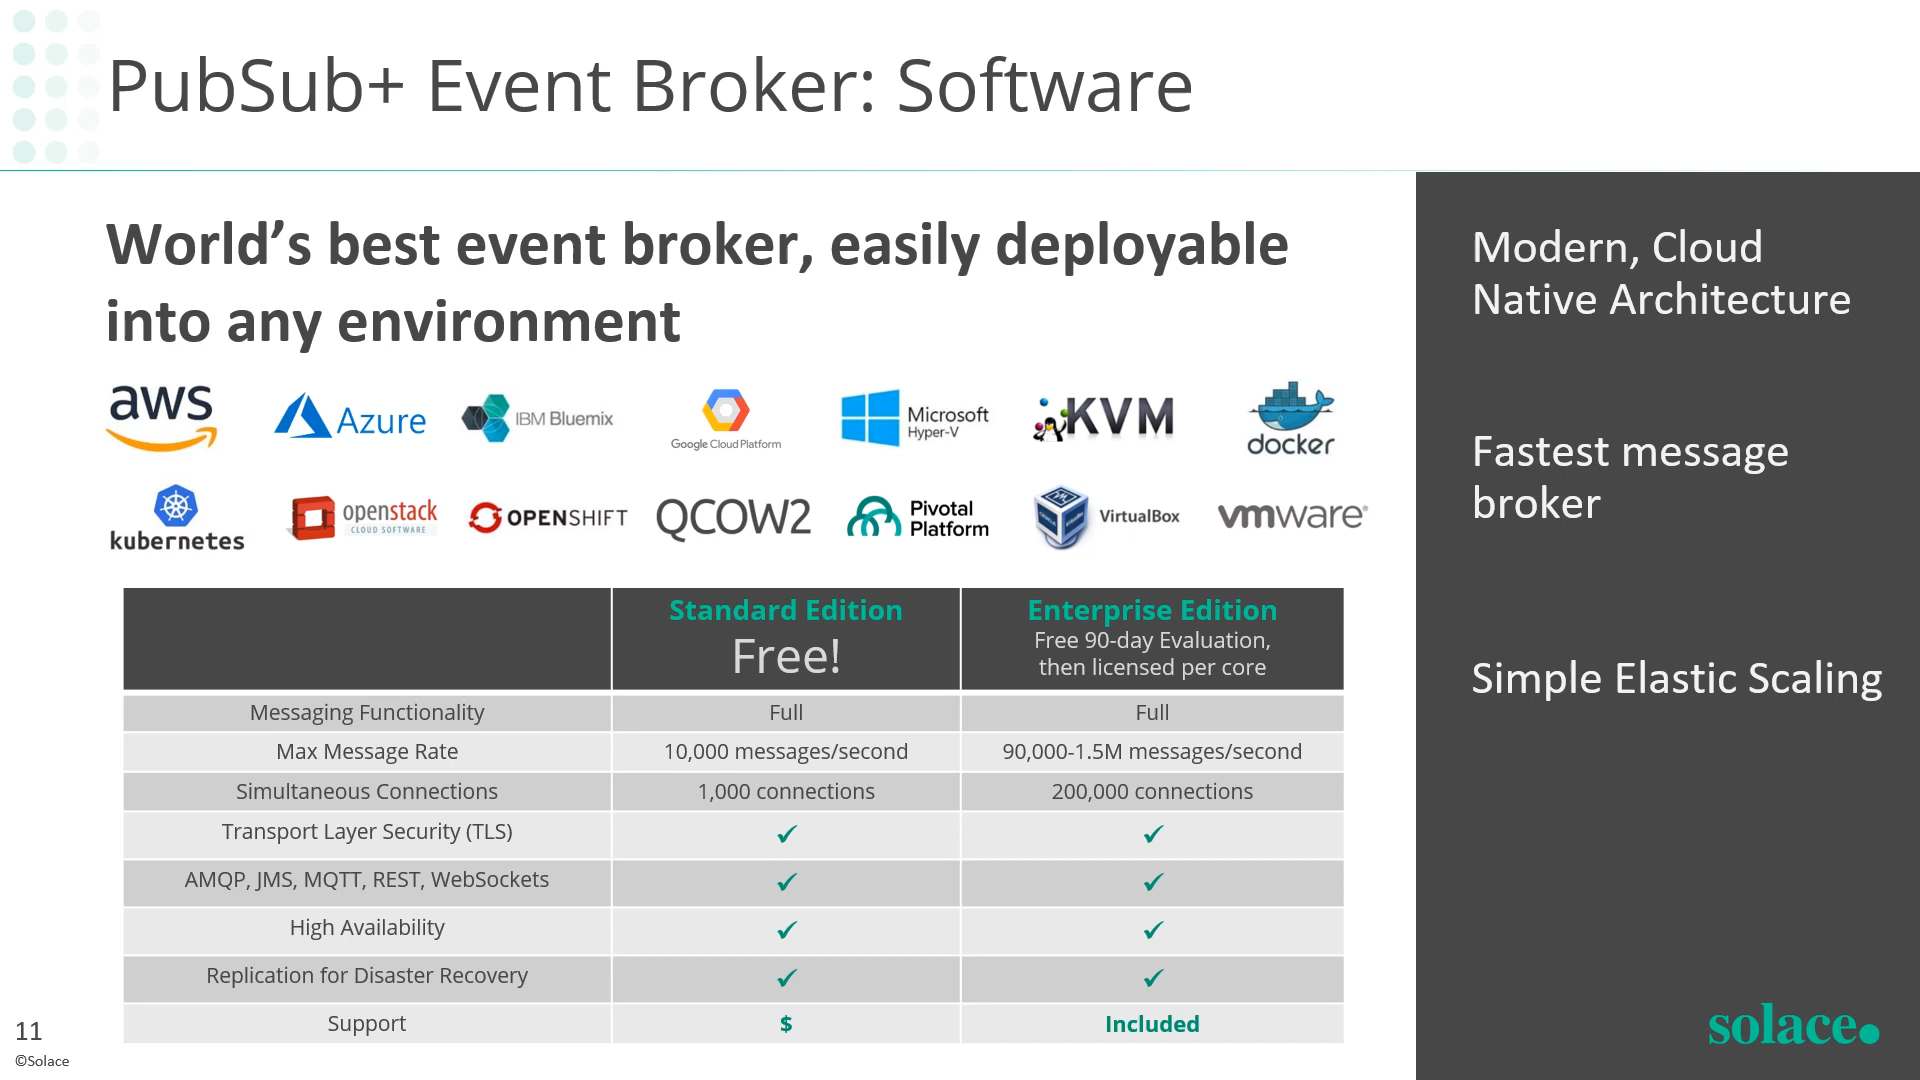 PubSub+ Event Broker: Software
World's best event broker, easily deployable
into any environment
aws
Azure
IBM Bluemix
Google Cloud Platform
Microsoft
Hyper-V
KVM
docker
kubernetes
openstack
CLOUD SOFTWARE
OPENSHIFT
QCOW2
Pivotal
Platform
VirtualBox
vmware®
Standard Edition
Free!
Enterprise Edition
Free 90-day Evaluation,
then licensed per core
Messaging Functionality Full Full
Max Message Rate 10,000 messages/second 90,000-1.5M messages/second
Simultaneous Connections 1,000 connections 200,000 connections
Transport Layer Security (TLS) ✓ ✓
AMQP, JMS, MQTT, REST, WebSockets ✓ ✓
High Availability ✓ ✓
Replication for Disaster Recovery ✓ ✓
Support $ Included
Modern, Cloud
Native Architecture
Fastest message
broker
Simple Elastic Scaling
solace.
11
©Solace